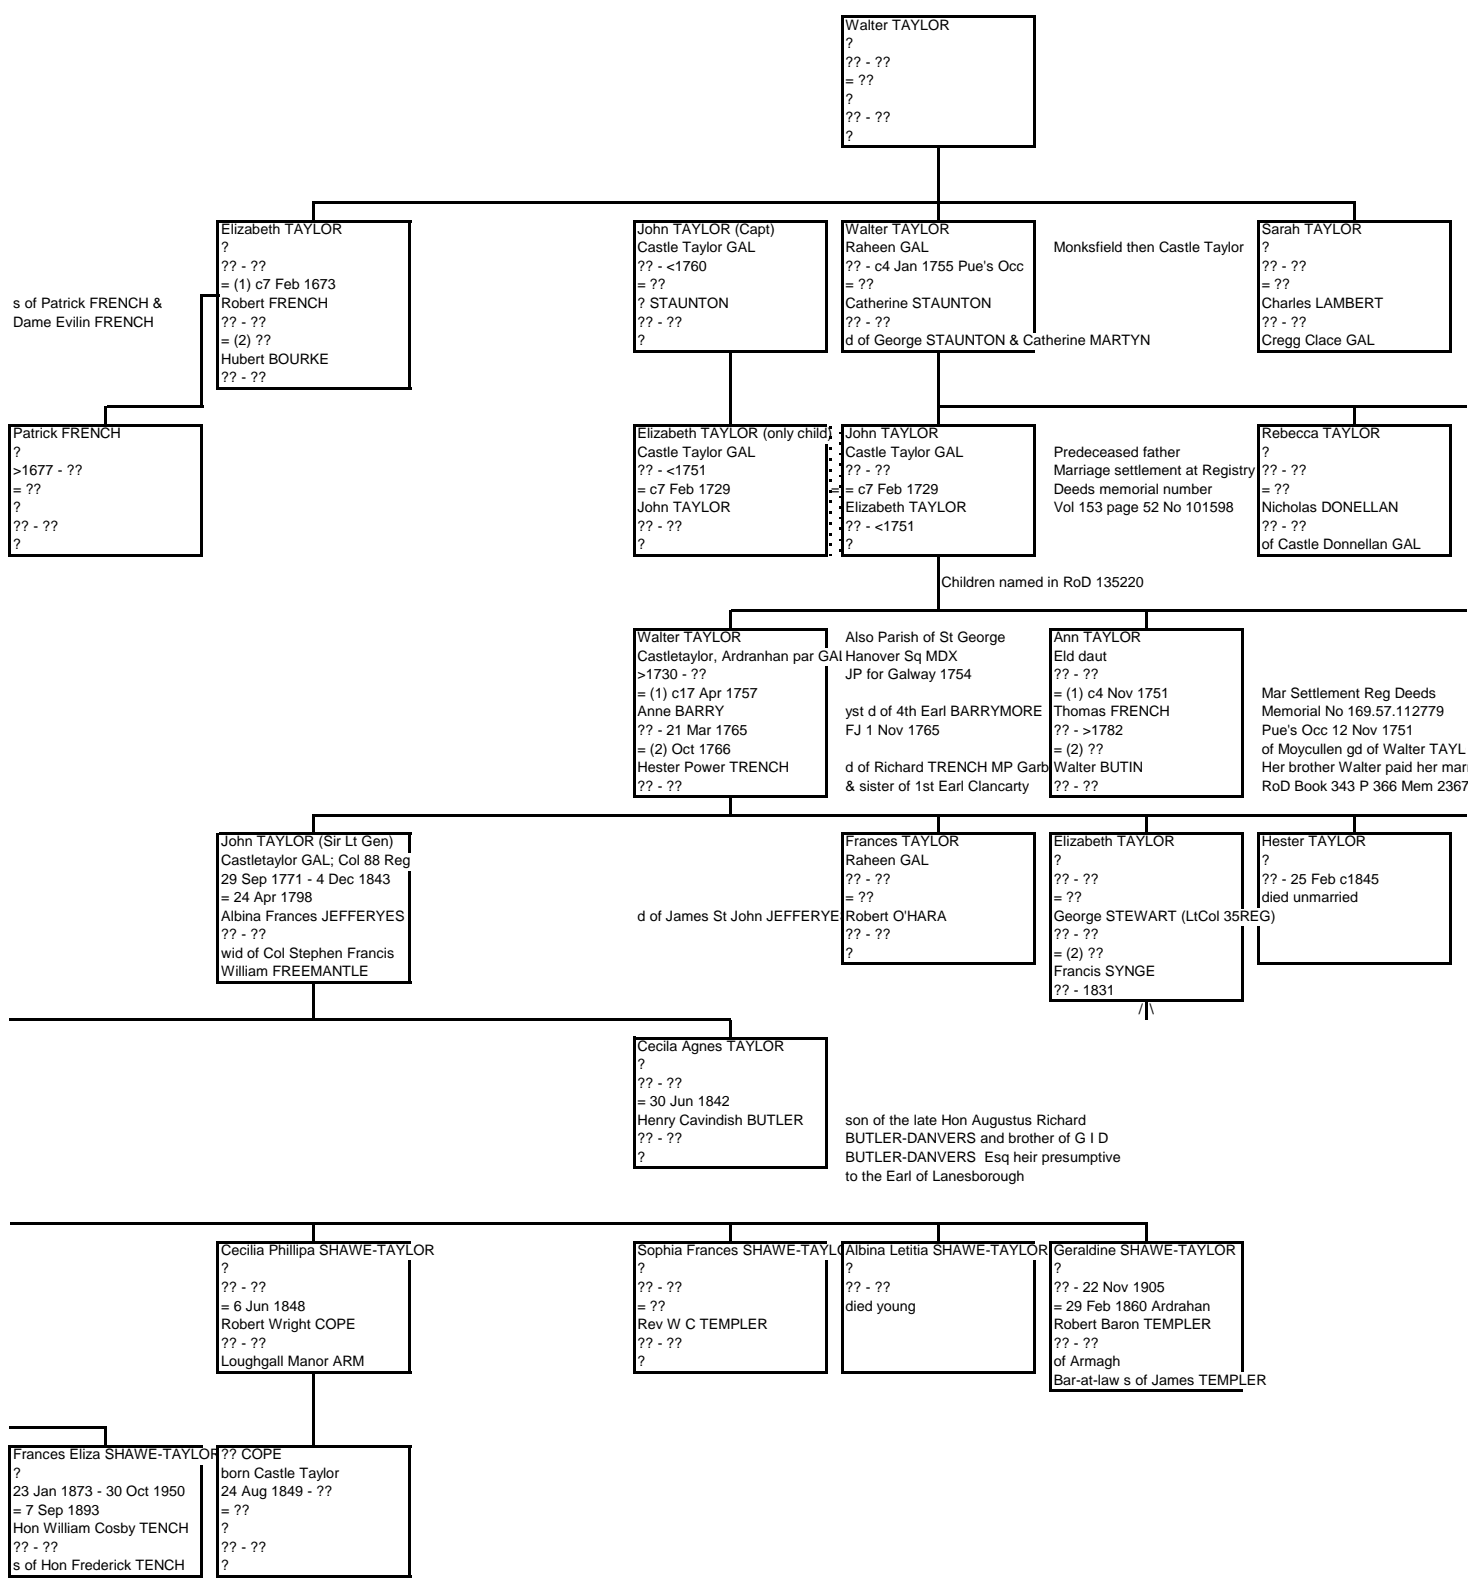 Walter TAYLOR
?
?? - ??
= ??
?
?? - ??
?
s of Patrick FRENCH &
Dame Evilin FRENCH
Elizabeth TAYLOR
?
?? - ??
= (1) c7 Feb 1673
Robert FRENCH
?? - ??
= (2) ??
Hubert BOURKE
?? - ??
John TAYLOR (Capt)
Castle Taylor GAL
?? - <1760
= ??
? STAUNTON
?? - ??
?
Walter TAYLOR
Raheen GAL
?? - c4 Jan 1755 Pue's Occ
= ??
Catherine STAUNTON
?? - ??
d of George STAUNTON & Catherine MARTYN
Monksfield then Castle Taylor
Sarah TAYLOR
?
?? - ??
= ??
Charles LAMBERT
?? - ??
Cregg Clace GAL
Patrick FRENCH
?
>1677 - ??
= ??
?
?? - ??
?
Elizabeth TAYLOR (only child)
Castle Taylor GAL
?? - <1751
= c7 Feb 1729
John TAYLOR
?? - ??
?
=
John TAYLOR
Castle Taylor GAL
?? - ??
= c7 Feb 1729
Elizabeth TAYLOR
?? - <1751
?
Predeceased father
Marriage settlement at Registry
Deeds memorial number
Vol 153 page 52 No 101598
Rebecca TAYLOR
?
?? - ??
= ??
Nicholas DONELLAN
?? - ??
of Castle Donnellan GAL
Children named in RoD 135220
Walter TAYLOR
Castletaylor, Ardranhan par GAL
>1730 - ??
= (1) c17 Apr 1757
Anne BARRY
?? - 21 Mar 1765
= (2) Oct 1766
Hester Power TRENCH
?? - ??
Also Parish of St George
Hanover Sq MDX
JP for Galway 1754
yst d of 4th Earl BARRYMORE
FJ 1 Nov 1765
d of Richard TRENCH MP Garb
& sister of 1st Earl Clancarty
Ann TAYLOR
Eld daut
?? - ??
= (1) c4 Nov 1751
Thomas FRENCH
?? - >1782
= (2) ??
Walter BUTIN
?? - ??
Mar Settlement Reg Deeds
Memorial No 169.57.112779
Pue's Occ 12 Nov 1751
of Moycullen gd of Walter TAYL
Her brother Walter paid her marr
RoD Book 343 P 366 Mem 2367
John TAYLOR (Sir Lt Gen)
Castletaylor GAL; Col 88 Reg
29 Sep 1771 - 4 Dec 1843
= 24 Apr 1798
Albina Frances JEFFERYES
?? - ??
wid of Col Stephen Francis
William FREEMANTLE
d of James St John JEFFERYE
Frances TAYLOR
Raheen GAL
?? - ??
= ??
Robert O'HARA
?? - ??
?
Elizabeth TAYLOR
?
?? - ??
= ??
George STEWART (LtCol 35REG)
?? - ??
= (2) ??
Francis SYNGE
?? - 1831
/ \
Hester TAYLOR
?
?? - 25 Feb c1845
died unmarried
Cecila Agnes TAYLOR
?
?? - ??
= 30 Jun 1842
Henry Cavindish BUTLER
?? - ??
?
son of the late Hon Augustus Richard
BUTLER-DANVERS and brother of G I D
BUTLER-DANVERS Esq heir presumptive
to the Earl of Lanesborough
Cecilia Phillipa SHAWE-TAYLOR
?
?? - ??
= 6 Jun 1848
Robert Wright COPE
?? - ??
Loughgall Manor ARM
Sophia Frances SHAWE-TAYLO
?
?? - ??
= ??
Rev W C TEMPLER
?? - ??
?
Albina Letitia SHAWE-TAYLOR
?
?? - ??
died young
Geraldine SHAWE-TAYLOR
?
?? - 22 Nov 1905
= 29 Feb 1860 Ardrahan
Robert Baron TEMPLER
?? - ??
of Armagh
Bar-at-law s of James TEMPLER
Frances Eliza SHAWE-TAYLOR
?
23 Jan 1873 - 30 Oct 1950
= 7 Sep 1893
Hon William Cosby TENCH
?? - ??
s of Hon Frederick TENCH
?? COPE
born Castle Taylor
24 Aug 1849 - ??
= ??
?
?? - ??
?